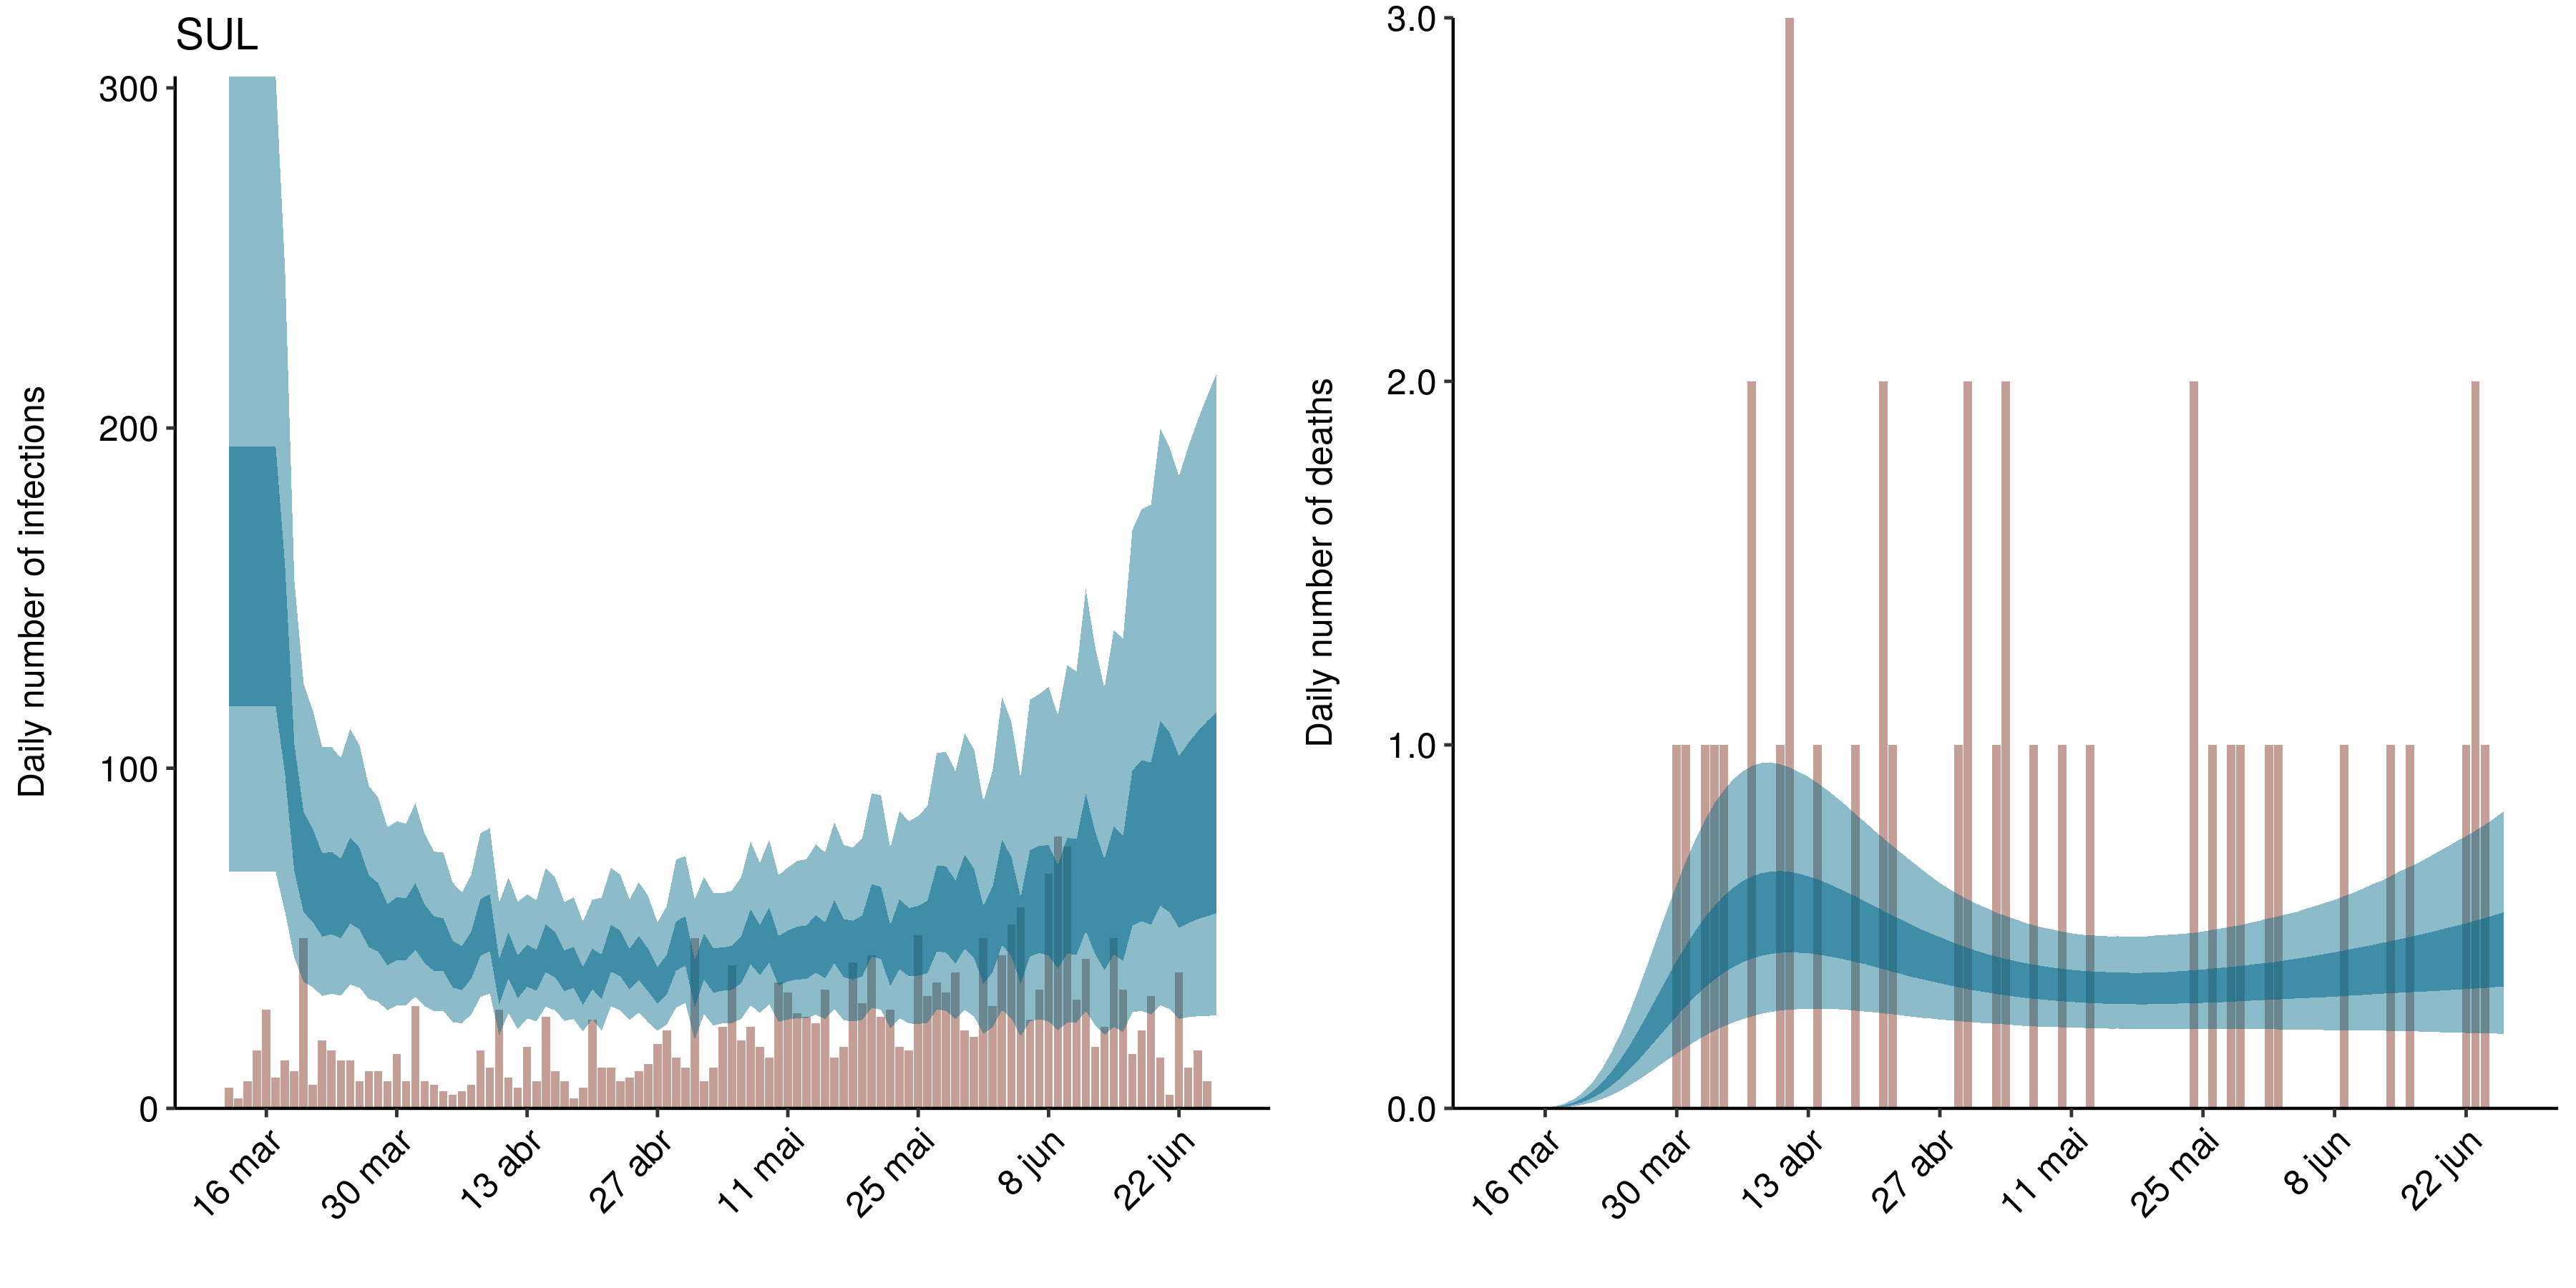 SUL
Daily number of infections
300
200
100
0
16 mar
30 mar
13 abr
27 abr
11 mai
25 mai
8 jun
22 jun
Daily number of deaths
3.0
2.0
1.0
0.0
16 mar
30 mar
13 abr
27 abr
11 mai
25 mai
8 jun
22 jun